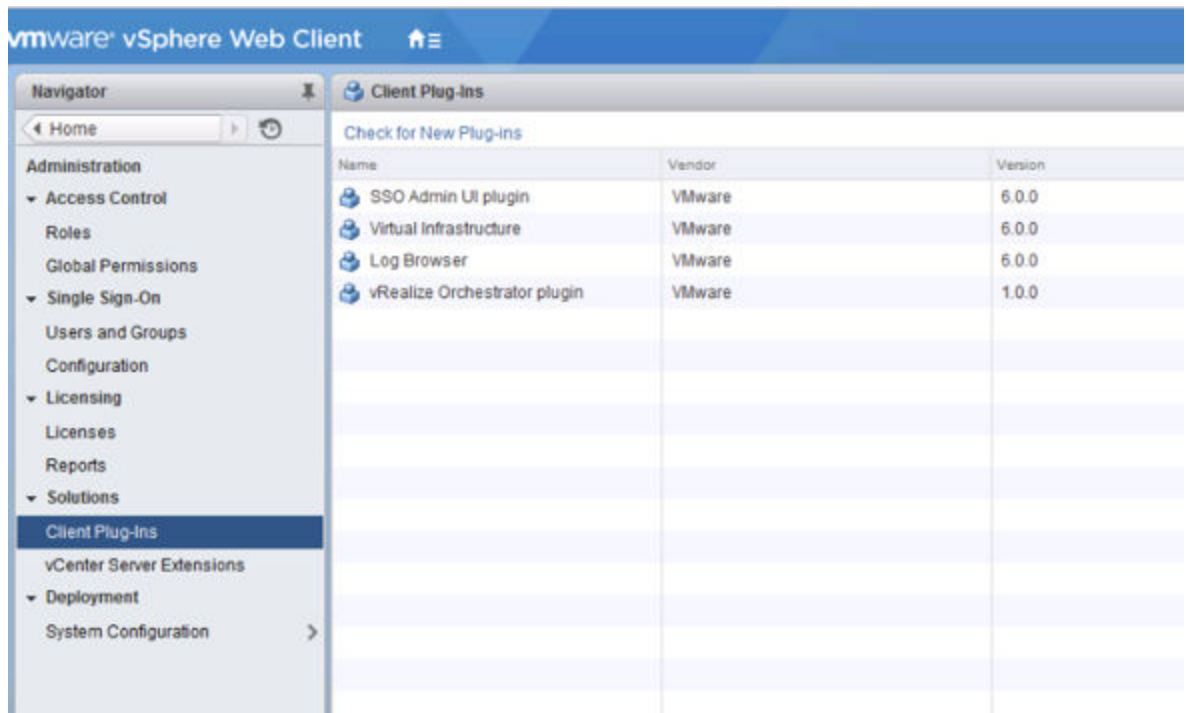 vmware vSphere Web Client
Navigator
Home
Administration
Access Control
Roles
Global Permissions
Single Sign-On
Users and Groups
Configuration
Licensing
Licenses
Reports
Solutions
Client Plug-Ins
vCenter Server Extensions
Deployment
System Configuration
Client Plug-Ins
Check for New Plug-ins
Name Vendor Version
SSO Admin UI plugin VMware 6.0.0
Virtual Infrastructure VMware 6.0.0
Log Browser VMware 6.0.0
vRealize Orchestrator plugin VMware 1.0.0